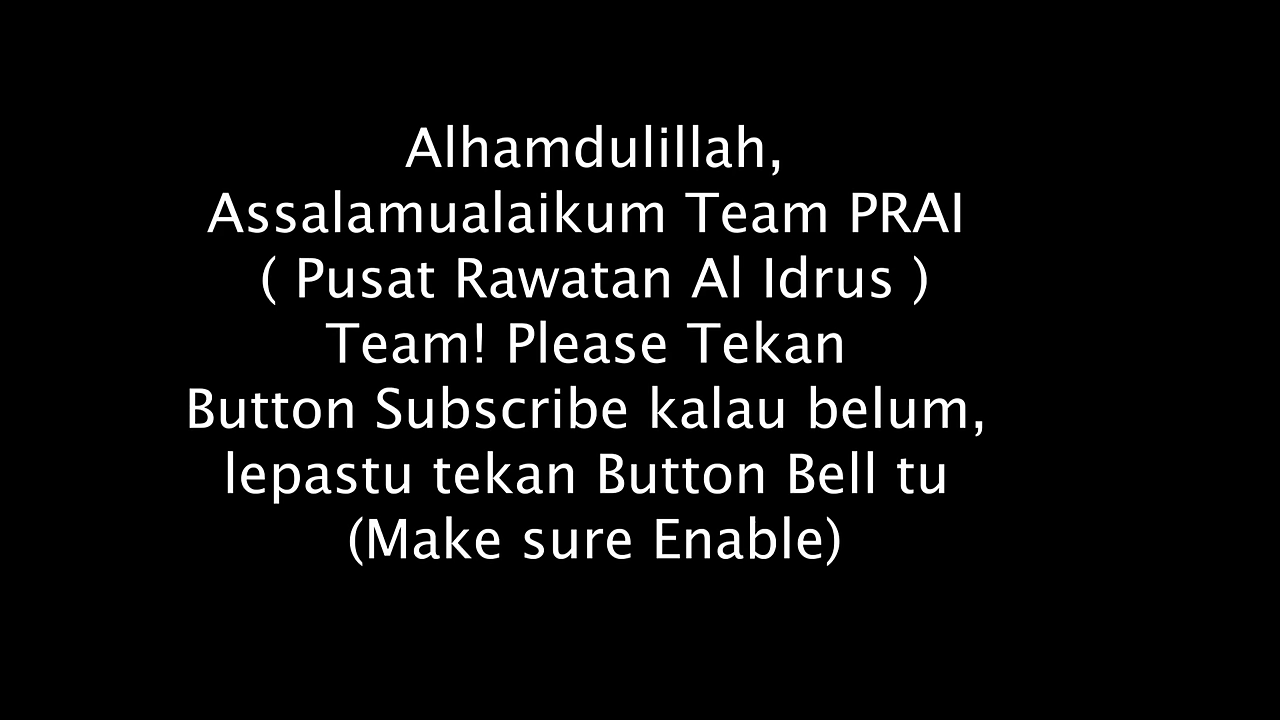 Alhamdulillah,
Assalamualaikum Team PRAI
( Pusat Rawatan Al Idrus )
Team! Please Tekan
Button Subscribe kalau belum,
lepastu tekan Button Bell tu
(Make sure Enable)